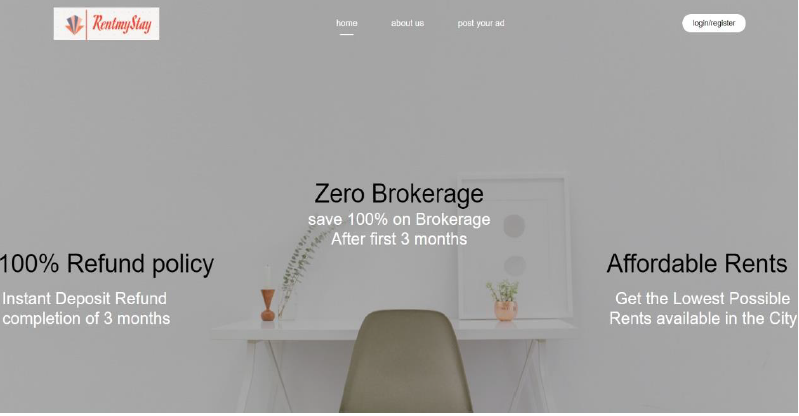 RentmyStay
home about us post your ad login/register
Zero Brokerage
save 100% on Brokerage
After first 3 months
100% Refund policy
Instant Deposit Refund
completion of 3 months
Affordable Rents
Get the Lowest Possible
Rents available in the City